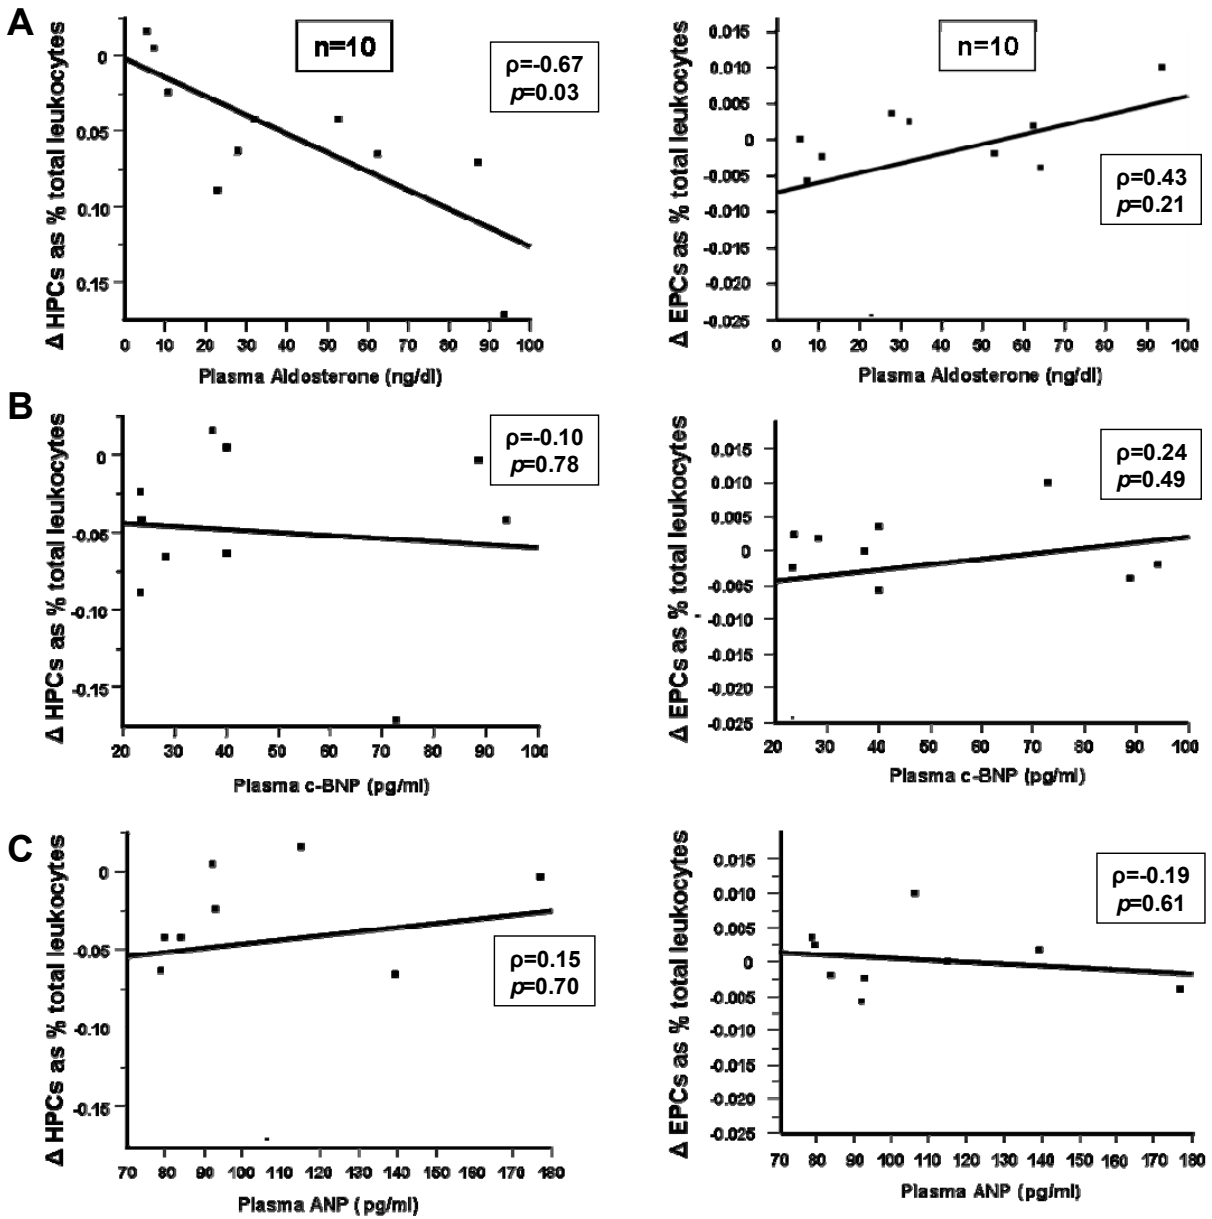 A
n=10
ρ=-0.67
p=0.03
Δ HPCs as % total leukocytes
0
0.05
0.10
0.15
0 10 20 30 40 50 60 70 80 90 100
Plasma Aldosterone (ng/dl)
n=10
ρ=0.43
p=0.21
Δ EPCs as % total leukocytes
0.015
0.010
0.005
0
-0.005
-0.010
-0.015
-0.020
-0.025
0 10 20 30 40 50 60 70 80 90 100
Plasma Aldosterone (ng/dl)
B
ρ=-0.10
p=0.78
Δ HPCs as % total leukocytes
0
-0.05
-0.10
-0.15
20 30 40 50 60 70 80 90 100
Plasma c-BNP (pg/ml)
ρ=0.24
p=0.49
Δ EPCs as % total leukocytes
0.015
0.010
0.005
0
-0.005
-0.010
-0.015
-0.020
-0.025
20 30 40 50 60 70 80 90 100
Plasma c-BNP (pg/ml)
C
ρ=0.15
p=0.70
Δ HPCs as % total leukocytes
0
-0.05
-0.10
-0.15
70 80 90 100 110 120 130 140 150 160 170 180
Plasma ANP (pg/ml)
ρ=-0.19
p=0.61
Δ EPCs as % total leukocytes
0.015
0.010
0.005
0
-0.005
-0.010
-0.015
-0.020
-0.025
70 80 90 100 110 120 130 140 150 160 170 180
Plasma ANP (pg/ml)